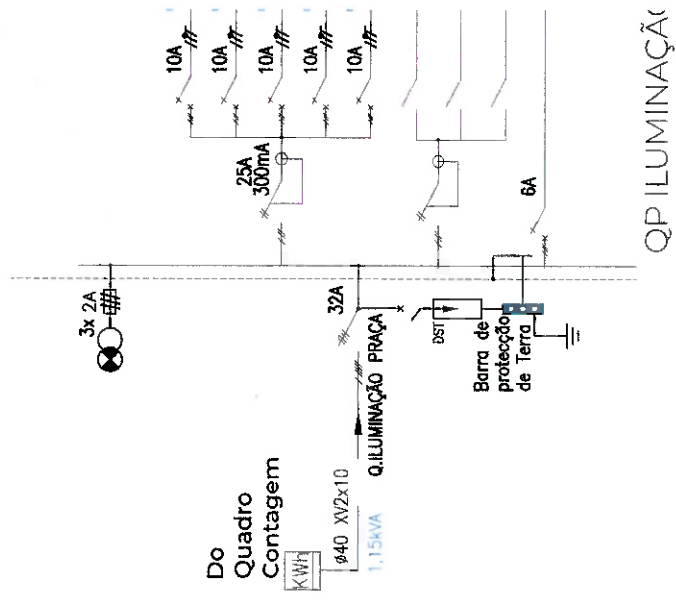 3x 2A
10A
10A
10A
10A
10A
25A
300mA
6A
32A
DST
Barra de
protecção
de Terra
Do
Quadro
Contagem
KWh
ø40 XV2x10
1,15kVA
Q.ILUMINAÇÃO PRAÇA
QP ILUMINAÇÃ